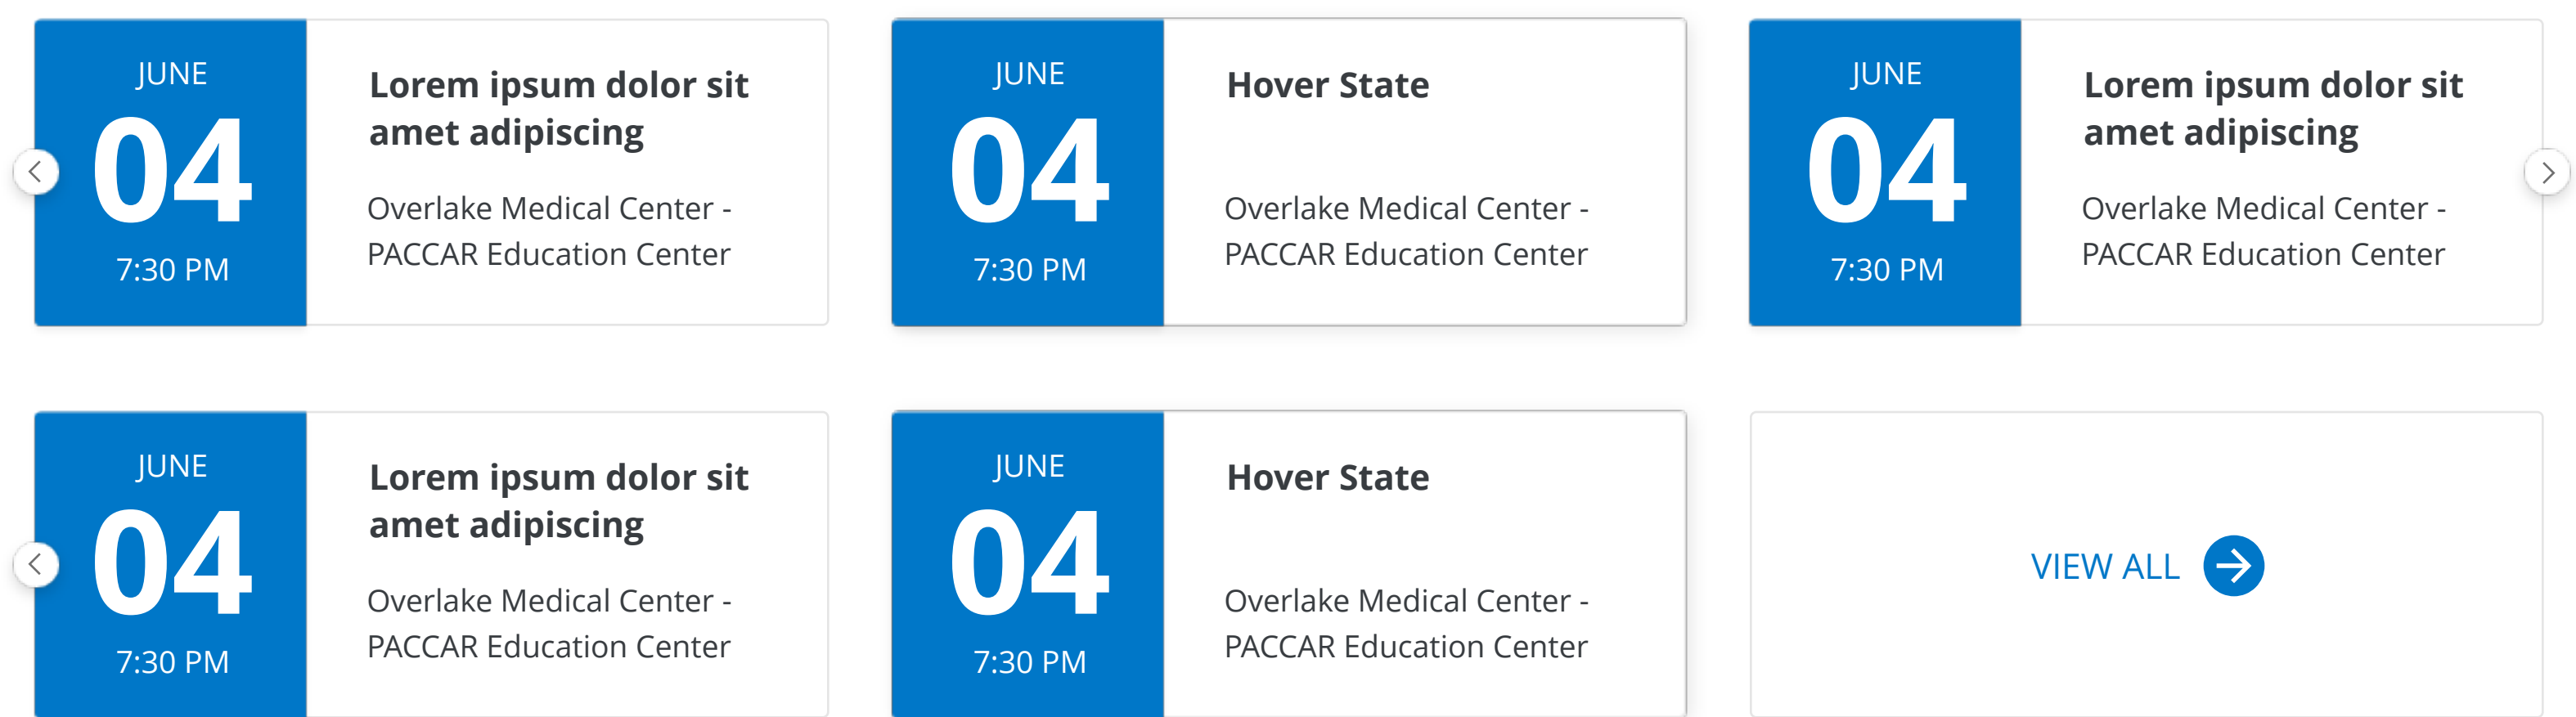 JUNE
04
7:30 PM
Lorem ipsum dolor sit
amet adipiscing
Overlake Medical Center -
PACCAR Education Center
JUNE
04
7:30 PM
Hover State
Overlake Medical Center -
PACCAR Education Center
JUNE
04
7:30 PM
Lorem ipsum dolor sit
amet adipiscing
Overlake Medical Center -
PACCAR Education Center
JUNE
04
7:30 PM
Lorem ipsum dolor sit
amet adipiscing
Overlake Medical Center -
PACCAR Education Center
JUNE
04
7:30 PM
Hover State
Overlake Medical Center -
PACCAR Education Center
VIEW ALL